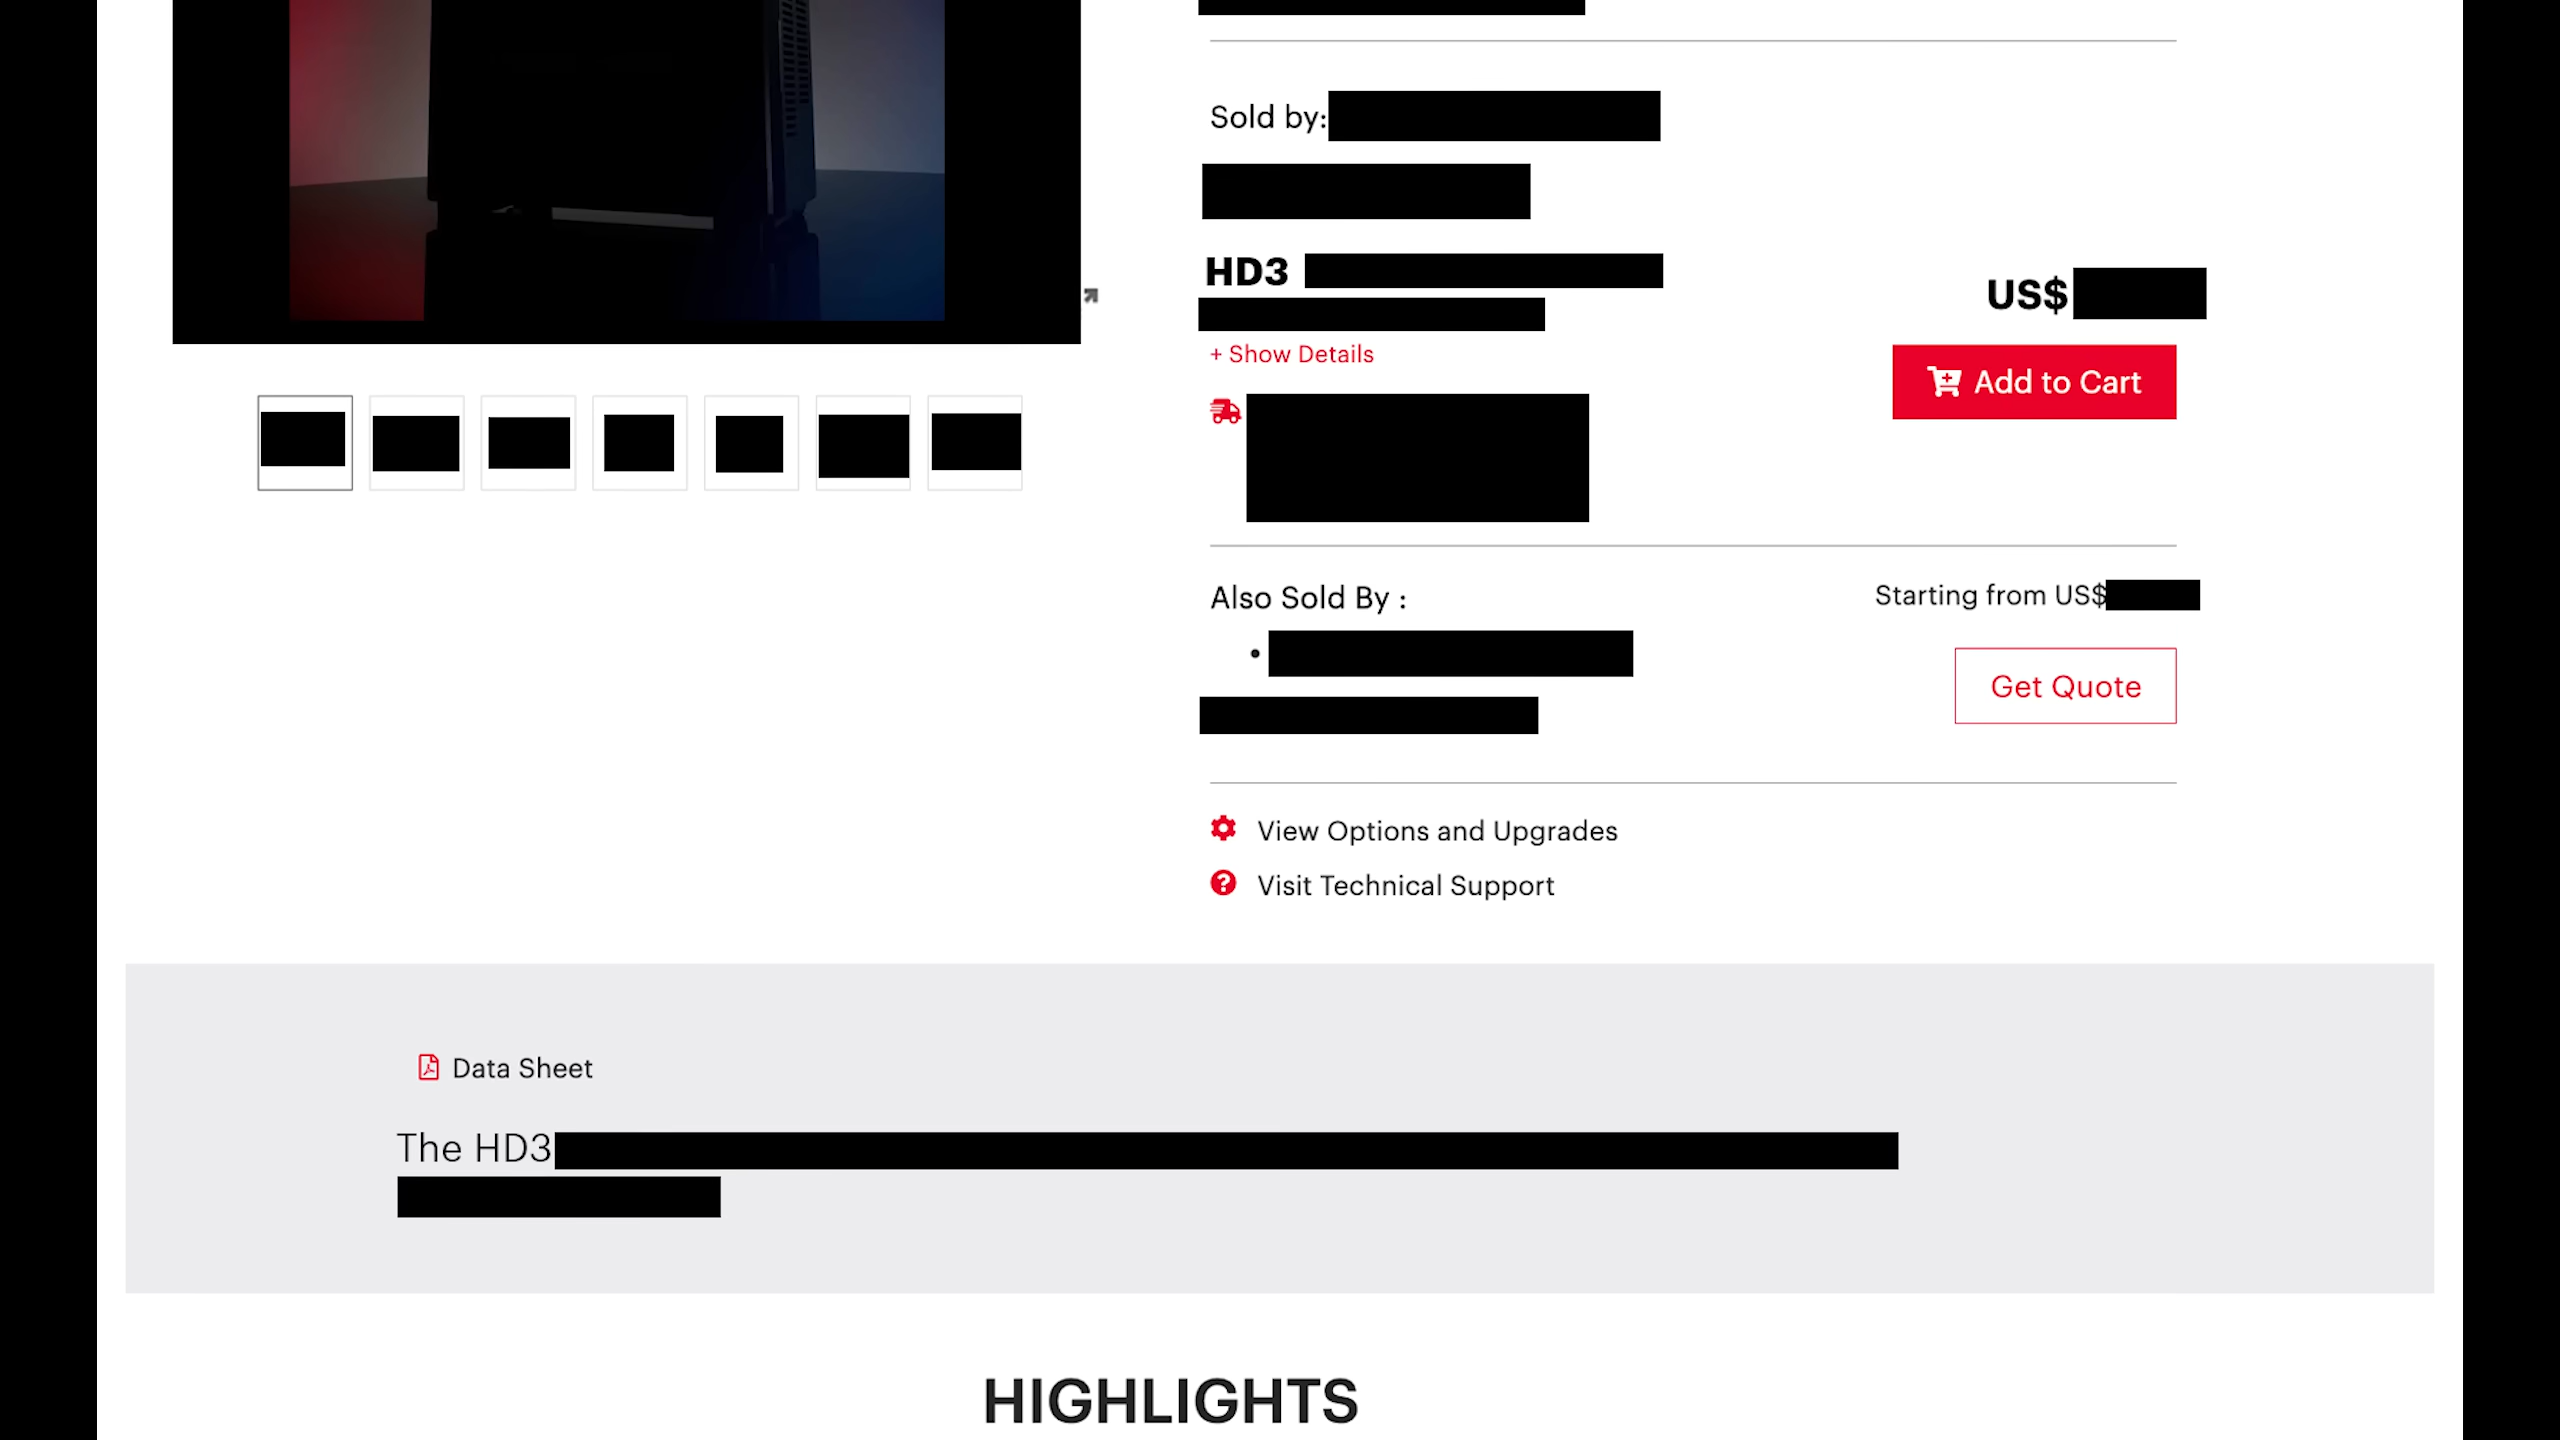 Sold by:
HD3
US$
+ Show Details
Add to Cart
Also Sold By :
Starting from US$
Get Quote
View Options and Upgrades
Visit Technical Support
Data Sheet
The HD3
HIGHLIGHTS